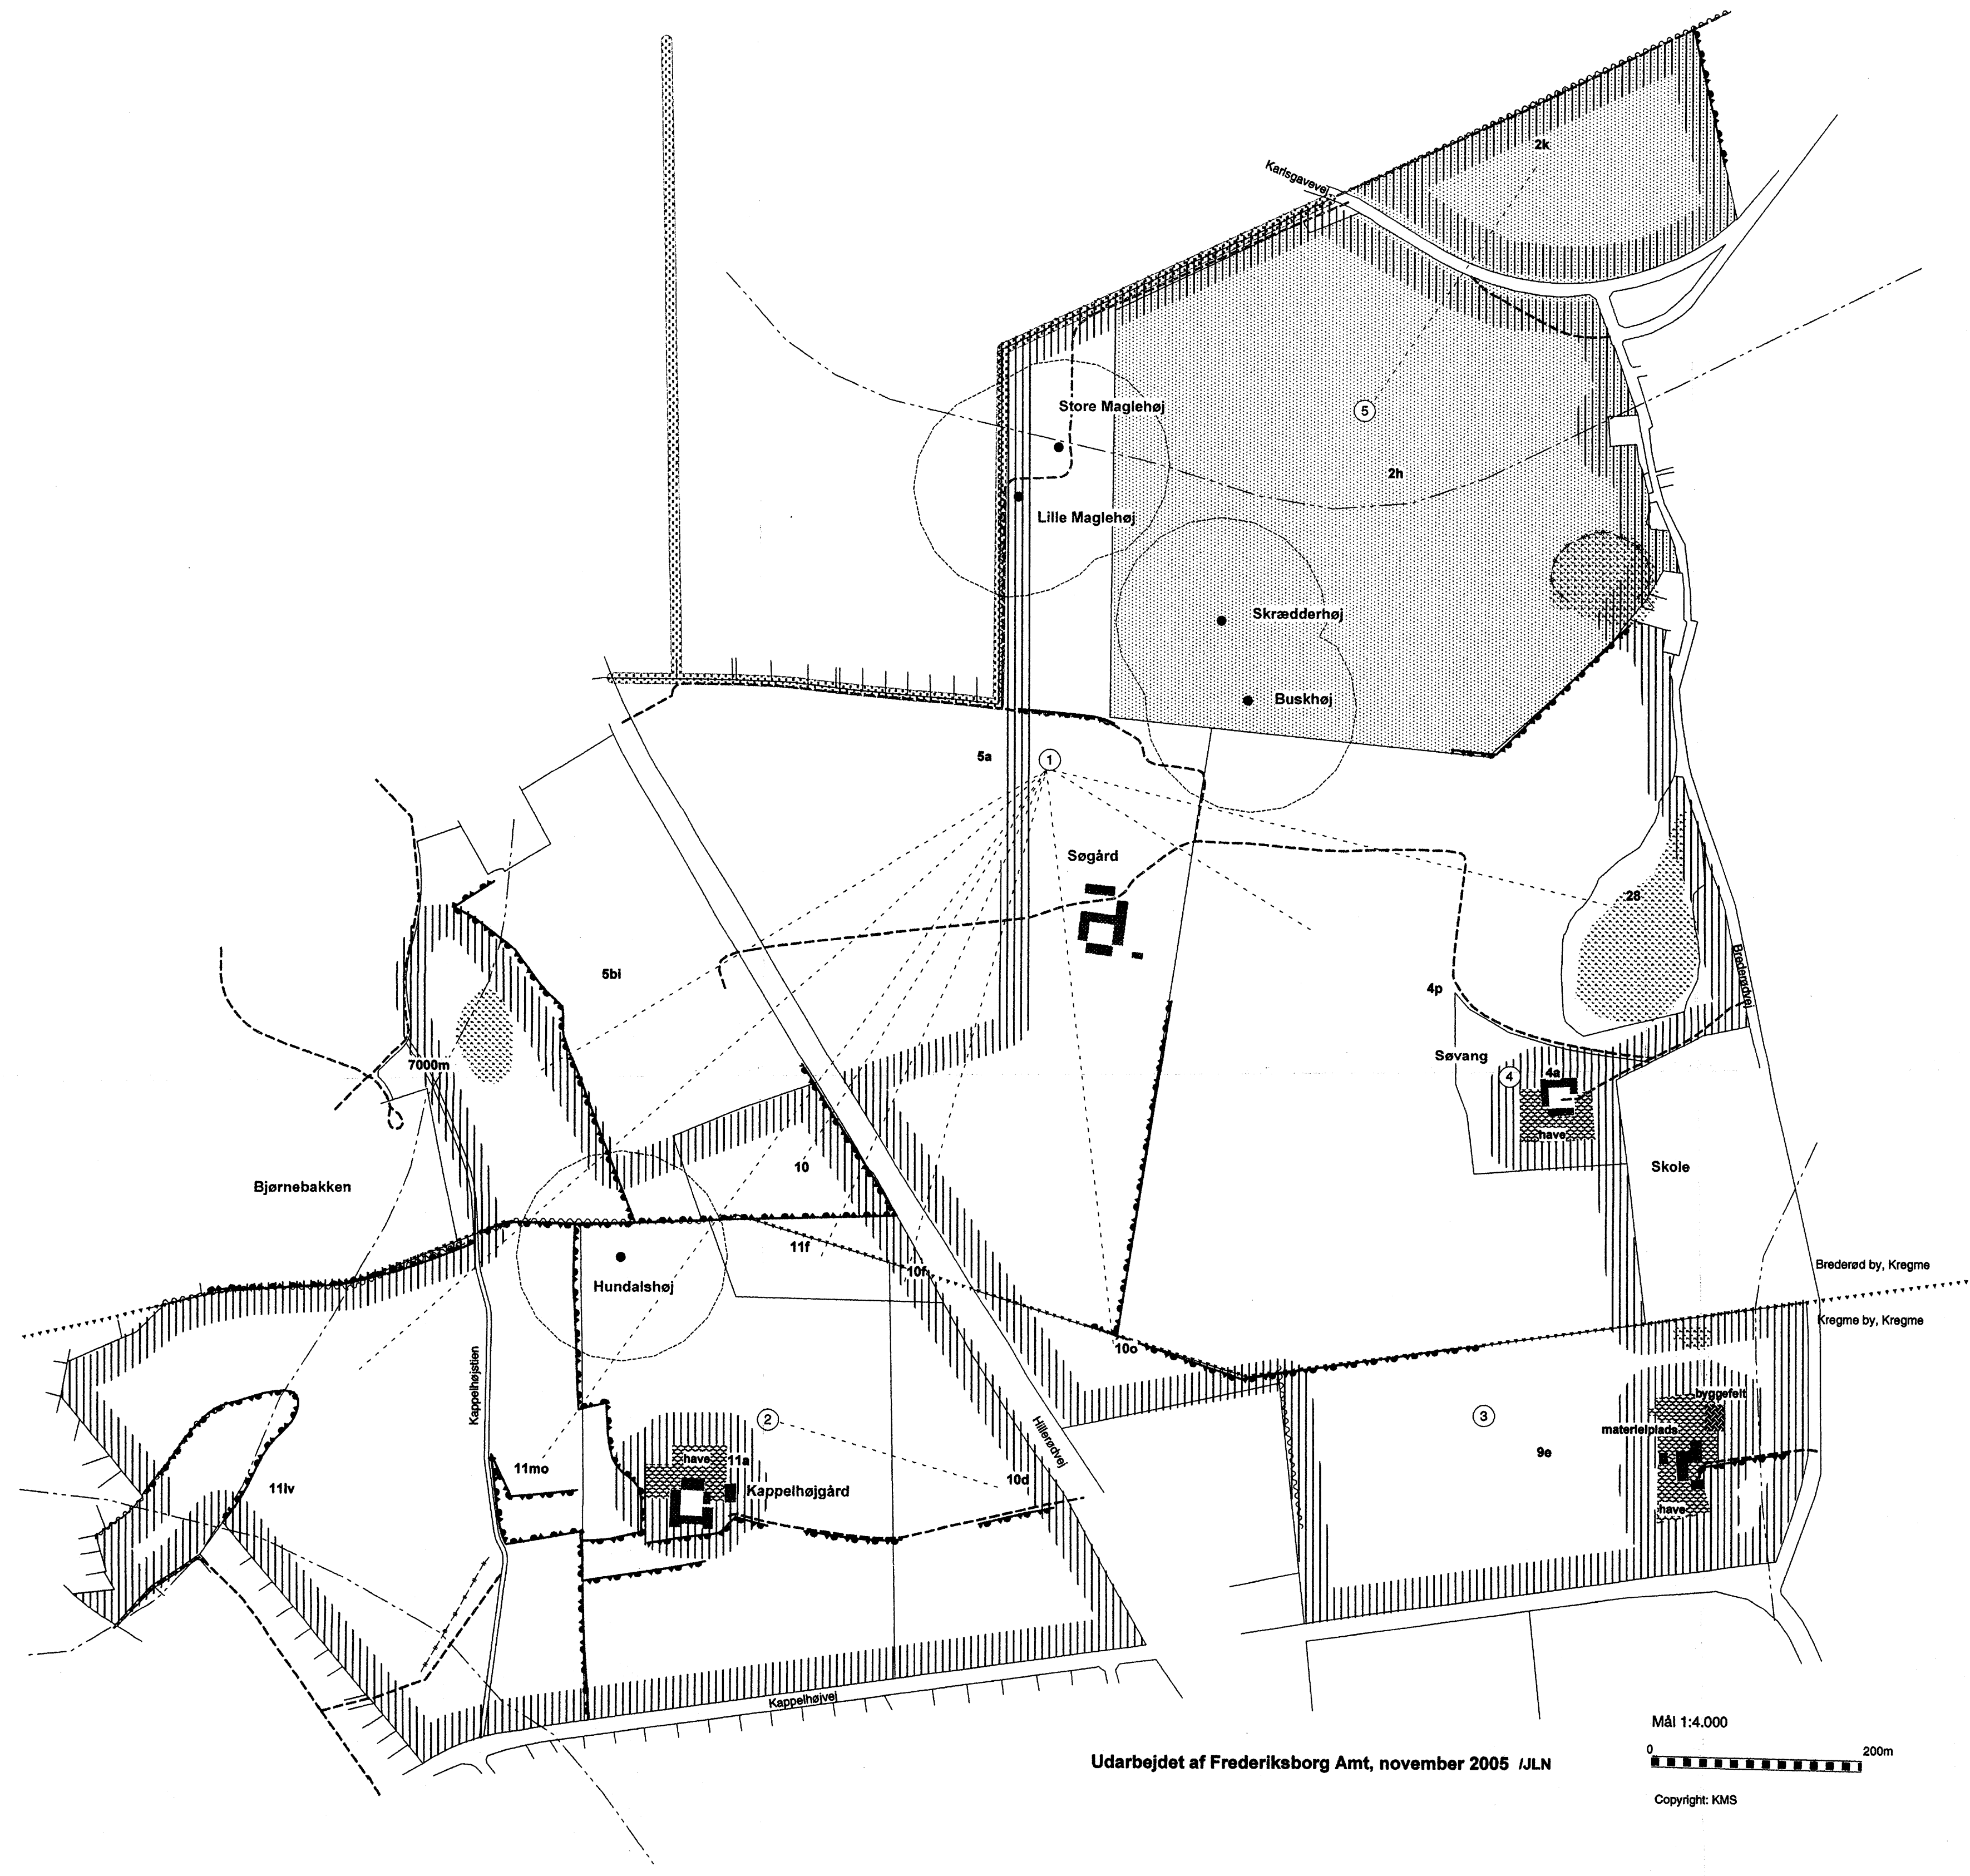 2k
Karlsgavevej
Store Maglehøj
5
2h
Lille Maglehøj
Skrædderhøj
Buskhøj
5a
1
Søgård
28
5bi
4p
Brederødvej
Søvang
7000m
4
4a
have
10
Skole
Bjørnebakken
11f
10f
Brederød by, Kregme
Hundalshøj
Kregme by, Kregme
10o
Kappelhøjstien
byggefelt
2
3
Hillerødvej
materielplads
9e
have
11a
11mo
10d
11lv
Kappelhøjgård
have
Kappelhøjvej
Mål 1:4.000
0
200m
Udarbejdet af Frederiksborg Amt, november 2005 /JLN
Copyright: KMS